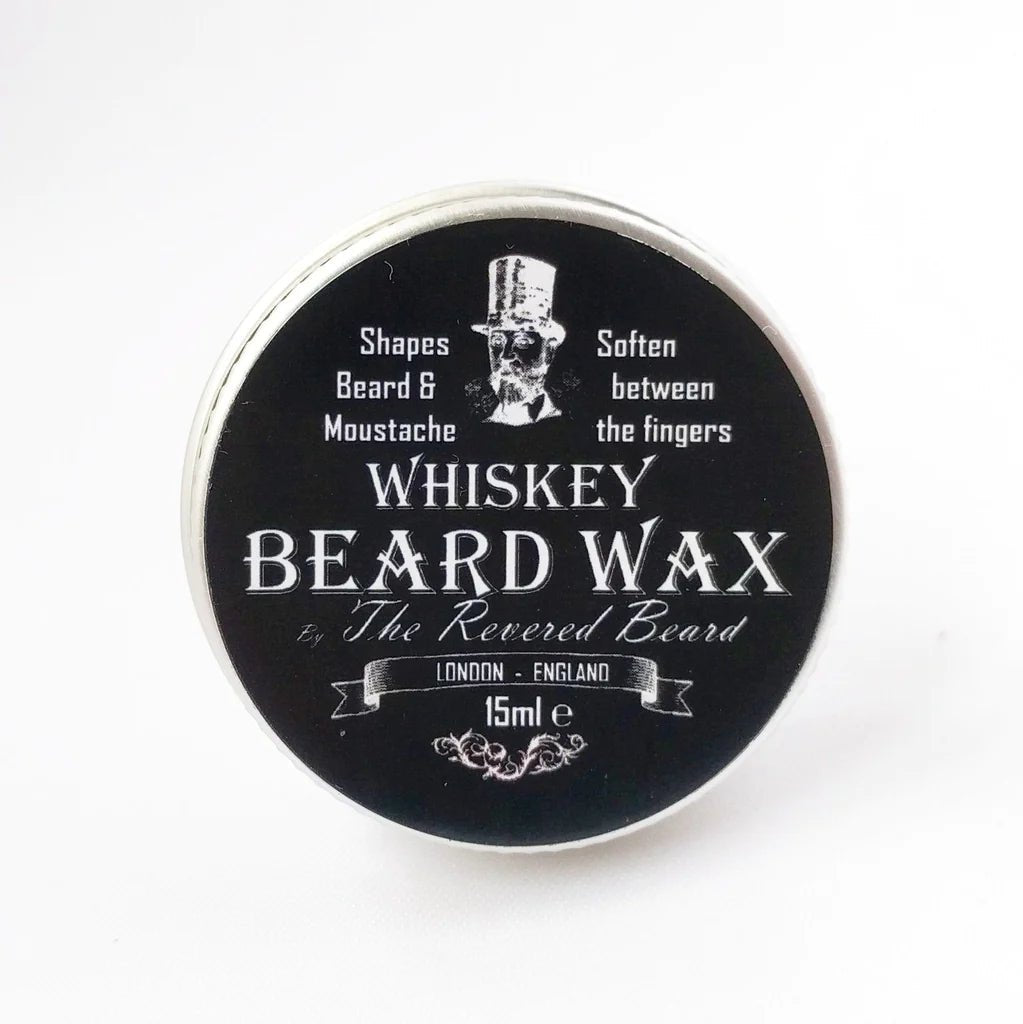 Shapes
Beard &
Moustache
Soften
between
the fingers
WHISKEY
BEARD WAX
By The Revered Beard
LONDON - ENGLAND
15ml ℮